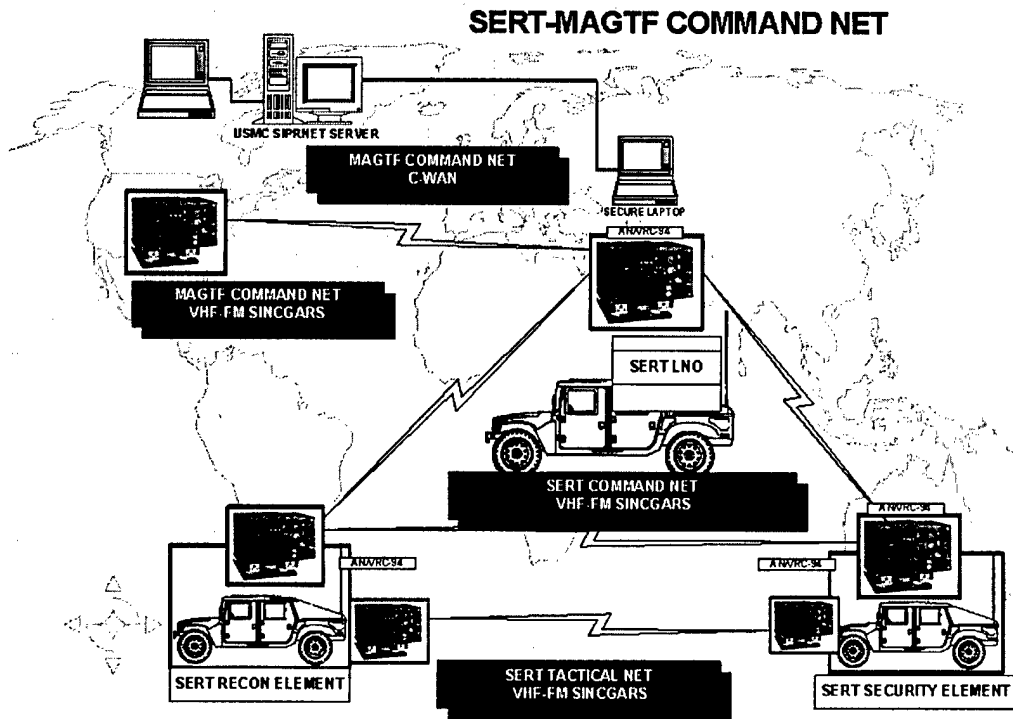 SERT-MAGTF COMMAND NET
USMC SIPRNET SERVER
MAGTF COMMAND NET
C-WAN
SECURE LAPTOP
AN/VRC-94
MAGTF COMMAND NET
VHF-FM SINCGARS
SERT LNO
SERT COMMAND NET
VHF-FM SINCGARS
AN/VRC-94
AN/VRC-94
AN/VRC-94
SERT RECON ELEMENT
SERT TACTICAL NET
VHF-FM SINCGARS
SERT SECURITY ELEMENT